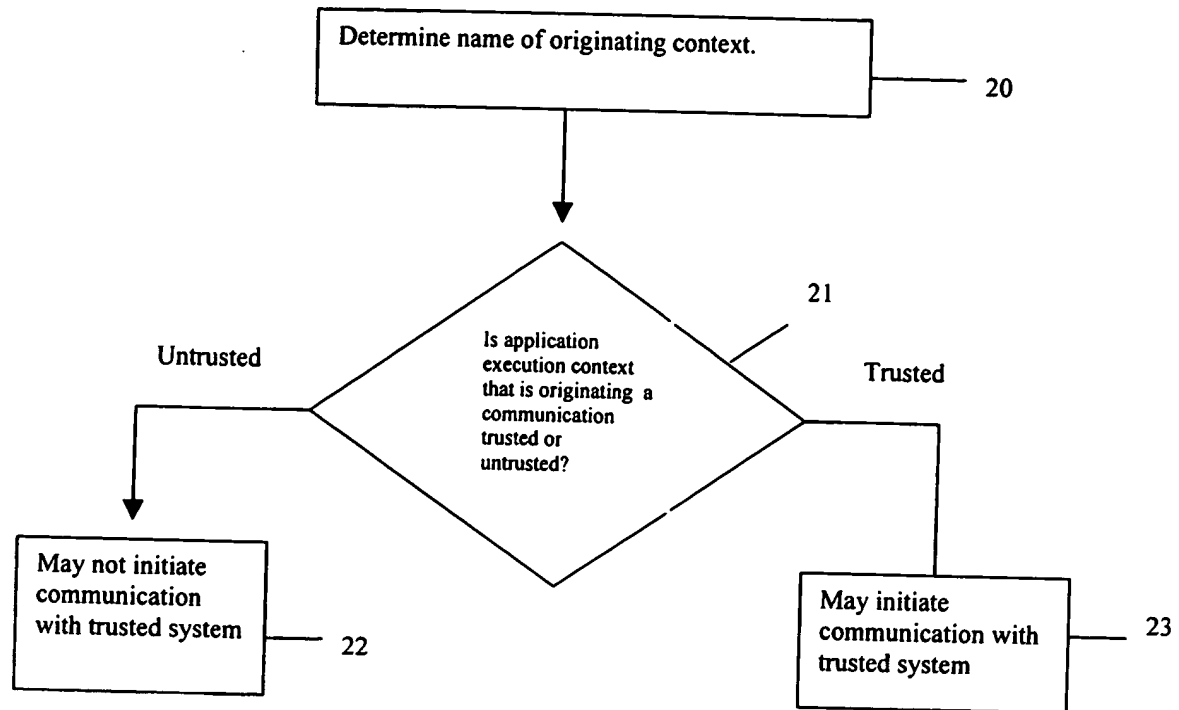 Determine name of originating context.
20
21
Is application
execution context
that is originating a
communication
trusted or
untrusted?
Untrusted
Trusted
May not initiate
communication
with trusted system
22
May initiate
communication with
trusted system
23